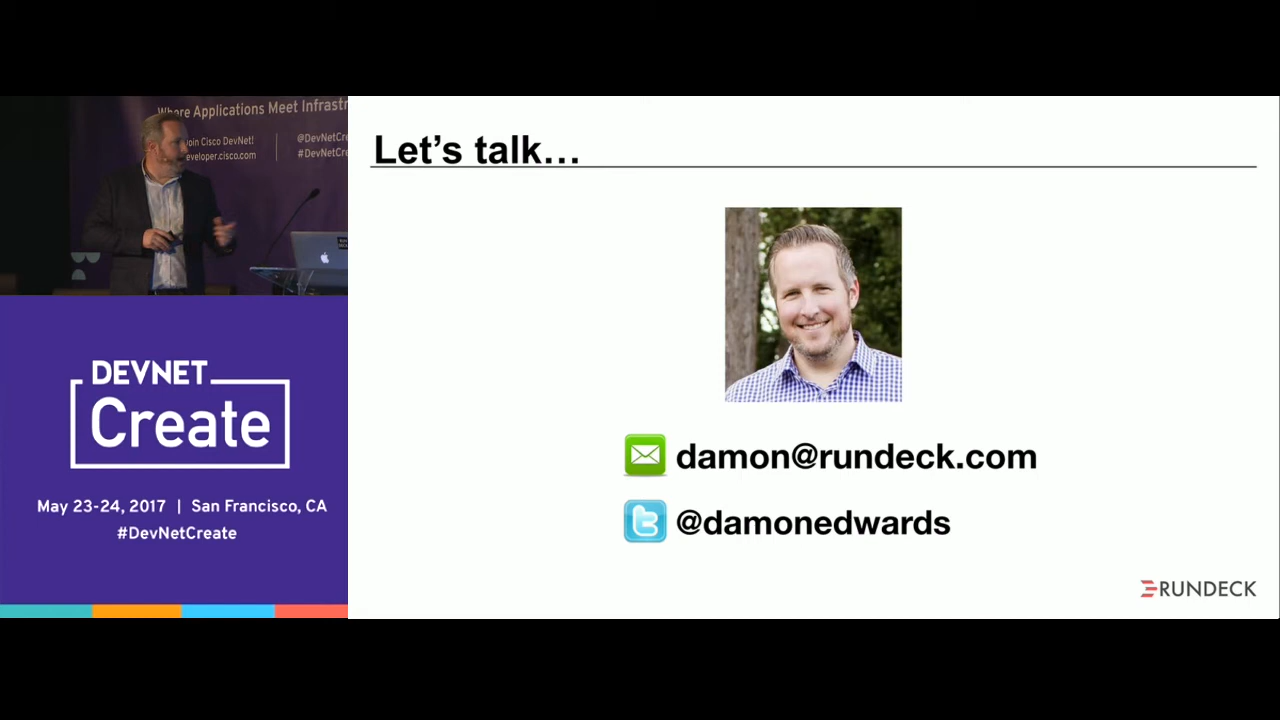 Where Applications Meet Infrastr
Join Cisco DevNet!
developer.cisco.com
@DevNetCre
#DevNetCre
DEVNET
Create
May 23-24, 2017 | San Francisco, CA
#DevNetCreate
Let's talk...
damon@rundeck.com
@damonedwards
RUNDECK